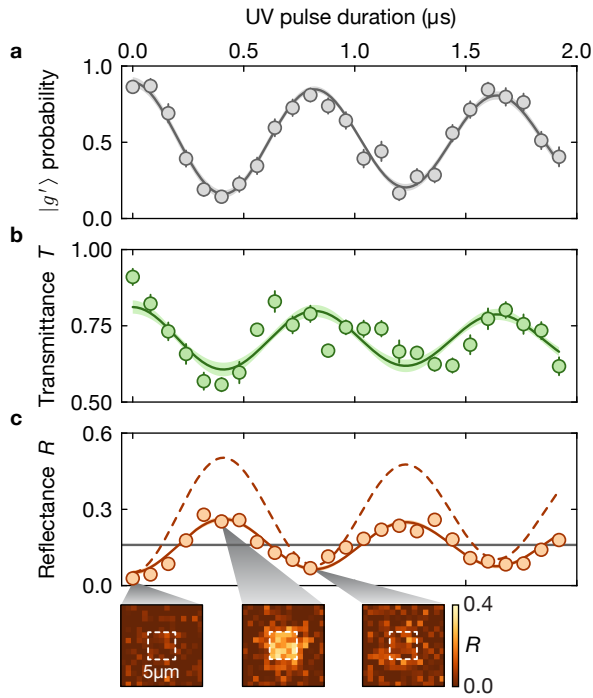 UV pulse duration (μs)
a
0.0 0.5 1.0 1.5 2.0
1.0
0.5
0.0
|g′⟩ probability
b
1.00
0.75
0.50
Transmittance T
c
0.6
0.3
0.0
Reflectance R
5μm
0.4
R
0.0